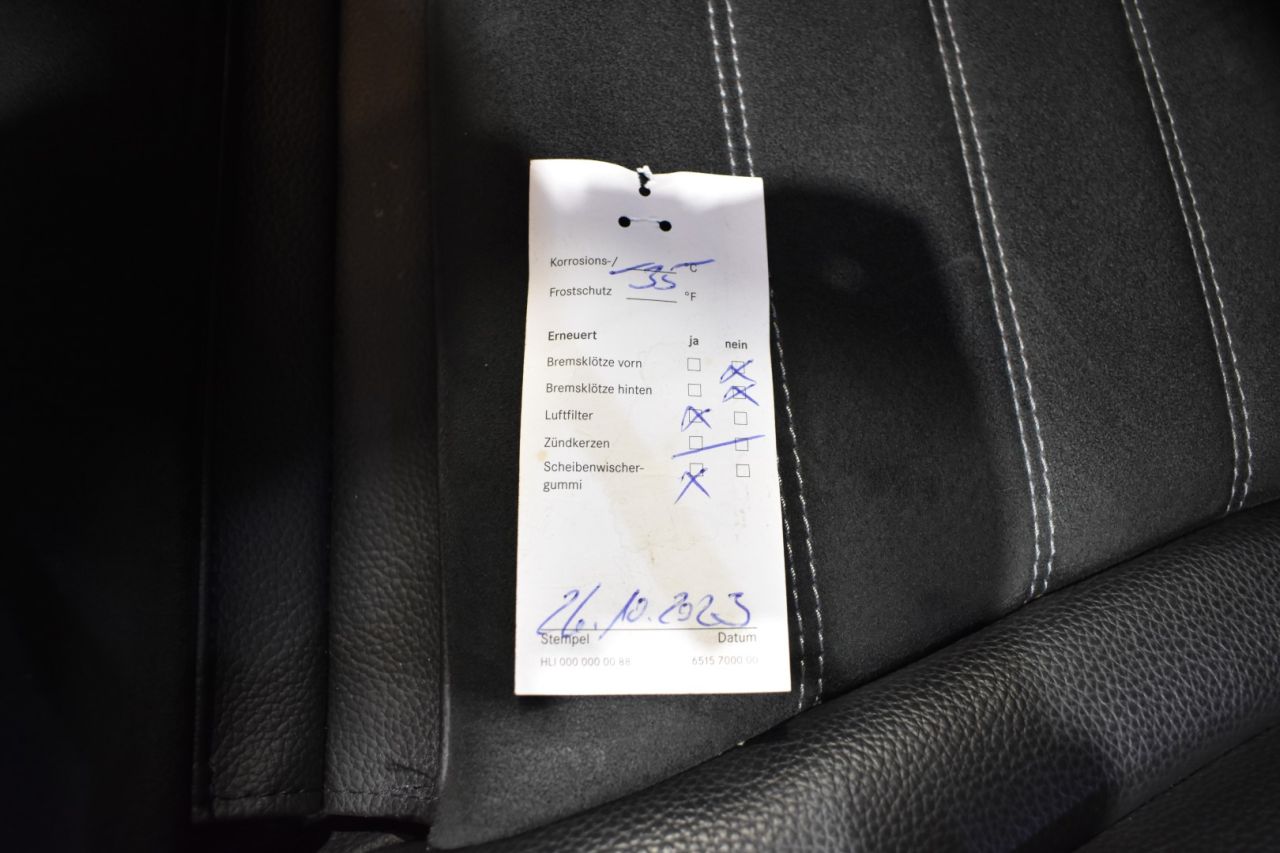 Korrosions-/ °C
Frostschutz 35 °F
Erneuert ja nein
Bremsklötze vorn
Bremsklötze hinten
Luftfilter
Zündkerzen
Scheibenwischer-
gummi
26.10.2023
Stempel Datum
HLI 000 000 00 88 6515 7000 00